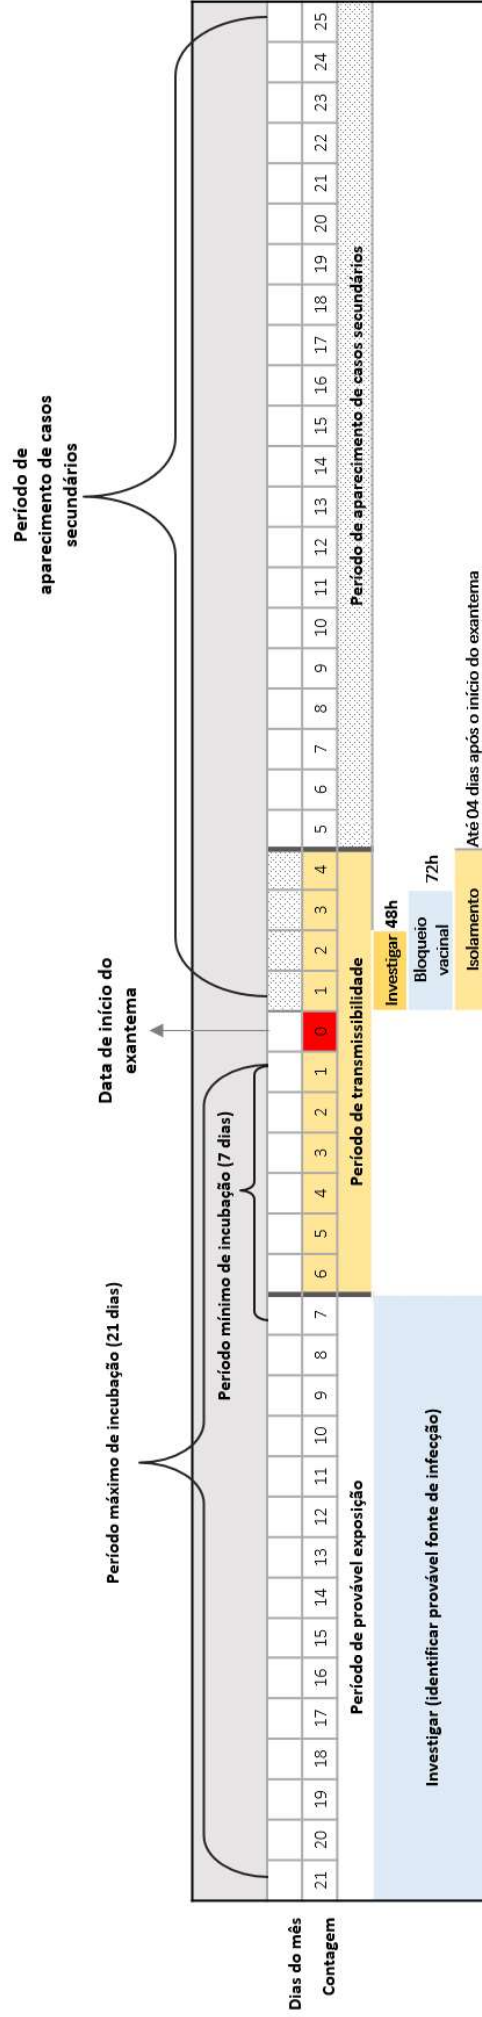 Período de
aparecimento de casos
secundários
Data de início do
exantema
Período máximo de incubação (21 dias)
Período mínimo de incubação (7 dias)
Dias do mês
Contagem
21 20 19 18 17 16 15 14 13 12 11 10 9 8 7 6 5 4 3 2 1 0 1 2 3 4 5 6 7 8 9 10 11 12 13 14 15 16 17 18 19 20 21 22 23 24 25
Período de provável exposição
Período de transmissibilidade
Período de aparecimento de casos secundários
Investigar (identificar provável fonte de infecção)
Investigar 48h
Bloqueio
vacinal
72h
Isolamento
Até 04 dias após o início do exantema